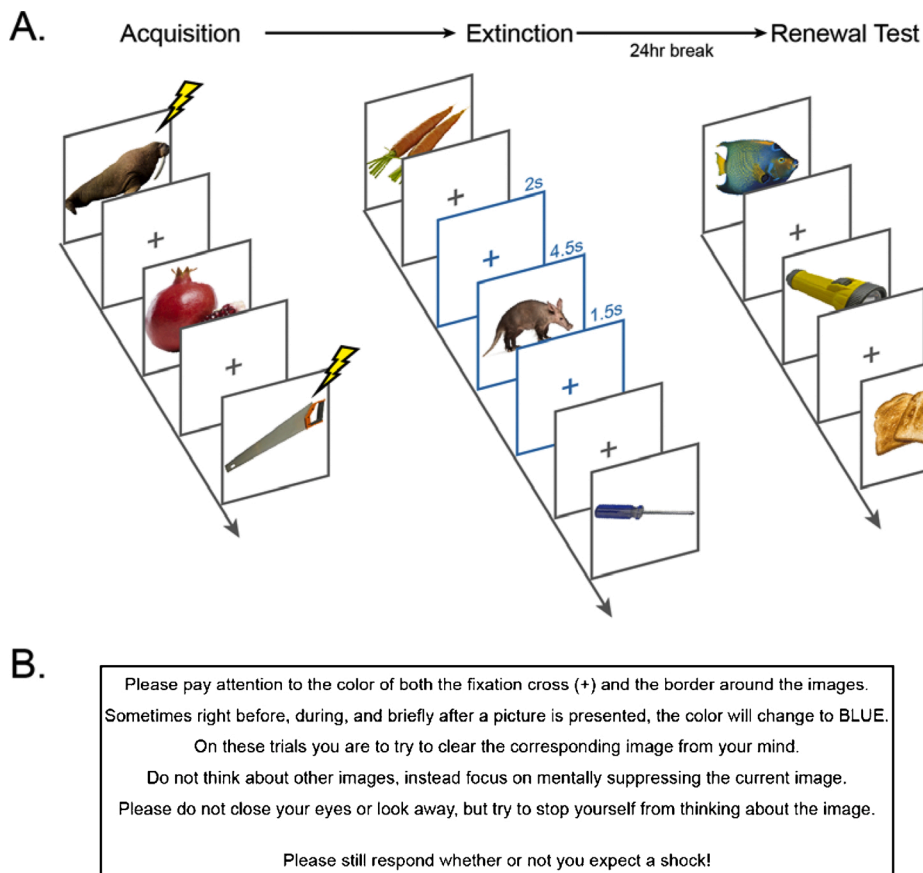 A.
Acquisition
Extinction
24hr break
Renewal Test
2s
4.5s
1.5s
B.
Please pay attention to the color of both the fixation cross (+) and the border around the images.
Sometimes right before, during, and briefly after a picture is presented, the color will change to BLUE.
On these trials you are to try to clear the corresponding image from your mind.
Do not think about other images, instead focus on mentally suppressing the current image.
Please do not close your eyes or look away, but try to stop yourself from thinking about the image.
Please still respond whether or not you expect a shock!